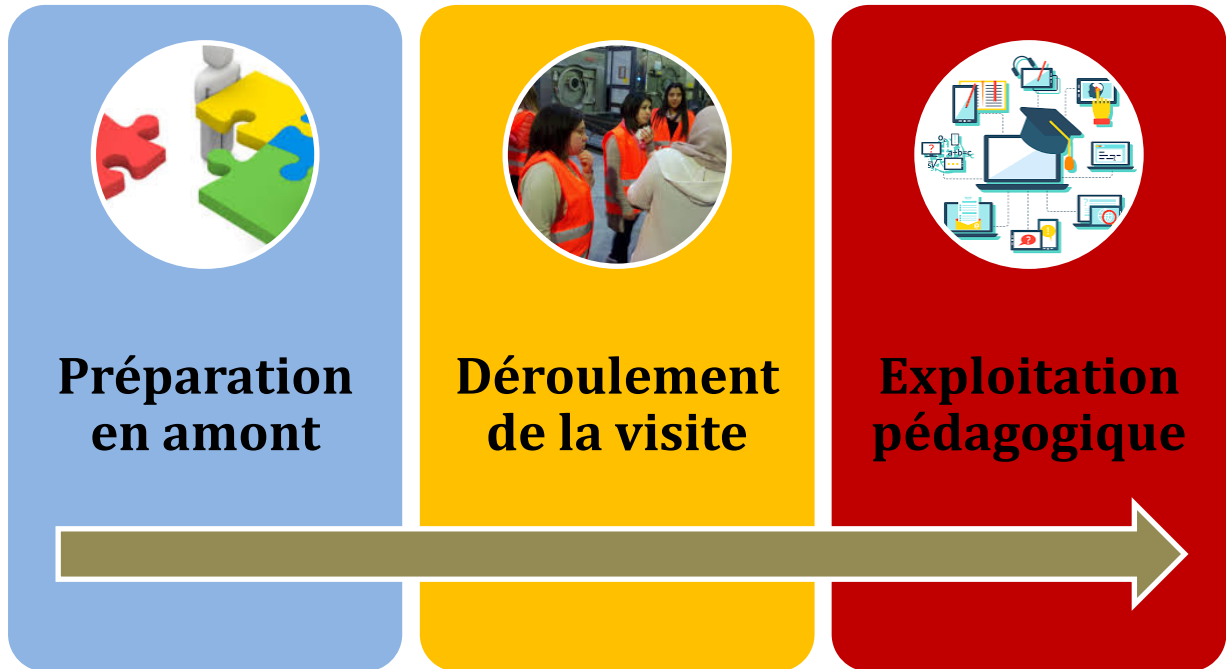 Préparation
en amont
Déroulement
de la visite
Exploitation
pédagogique